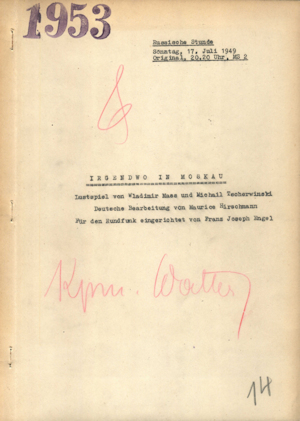 1953
Russische Stunde
Sonntag, 17. Juli 1949
Original, 20.20 Uhr, MS 2
IRGENDWO IN MOSKAU
Lustspiel von Wladimir Mass und Michail Tscherwinski
Deutsche Bearbeitung von Maurice Hirschmann
Für den Rundfunk eingerichtet von Franz Joseph Engel
14